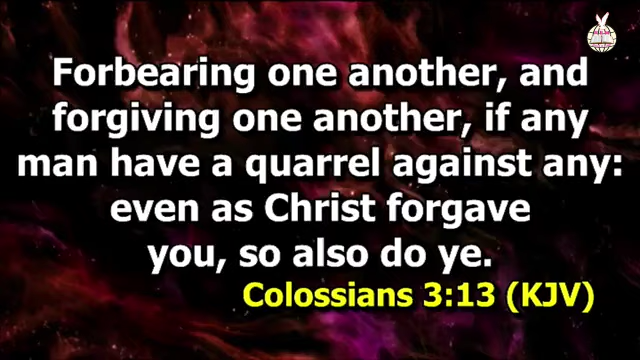 Forbearing one another, and
forgiving one another, if any
man have a quarrel against any:
even as Christ forgave
you, so also do ye.
Colossians 3:13 (KJV)